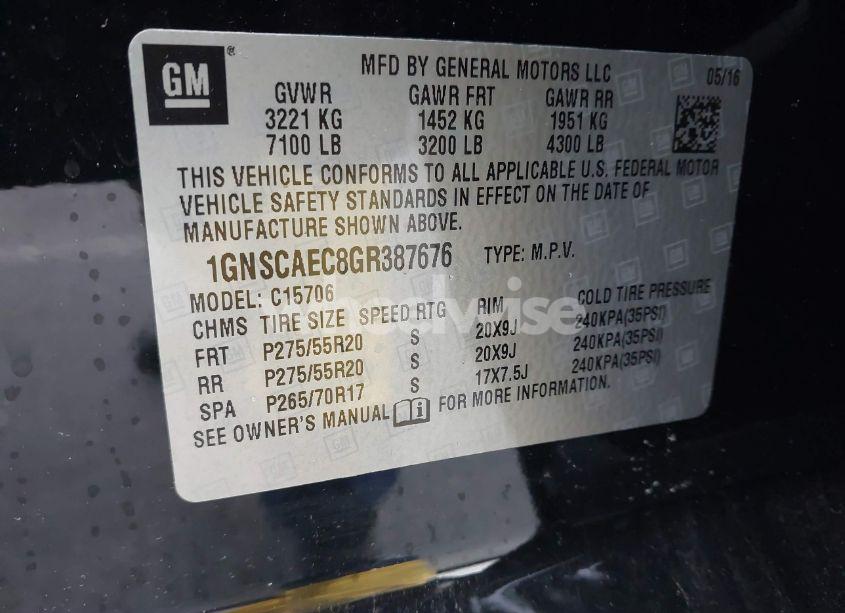 GM
MFD BY GENERAL MOTORS LLC 05/16
GVWR GAWR FRT GAWR RR
3221 KG 1452 KG 1951 KG
7100 LB 3200 LB 4300 LB
THIS VEHICLE CONFORMS TO ALL APPLICABLE U.S. FEDERAL MOTOR
VEHICLE SAFETY STANDARDS IN EFFECT ON THE DATE OF
MANUFACTURE SHOWN ABOVE.
1GNSCAEC8GR387676 TYPE: M.P.V.
MODEL: C15706
CHMS TIRE SIZE SPEED RTG RIM COLD TIRE PRESSURE
FRT P275/55R20 S 20X9J 240KPA(35PSI)
RR P275/55R20 S 20X9J 240KPA(35PSI)
SPA P265/70R17 S 17X7.5J 240KPA(35PSI)
SEE OWNER'S MANUAL FOR MORE INFORMATION.